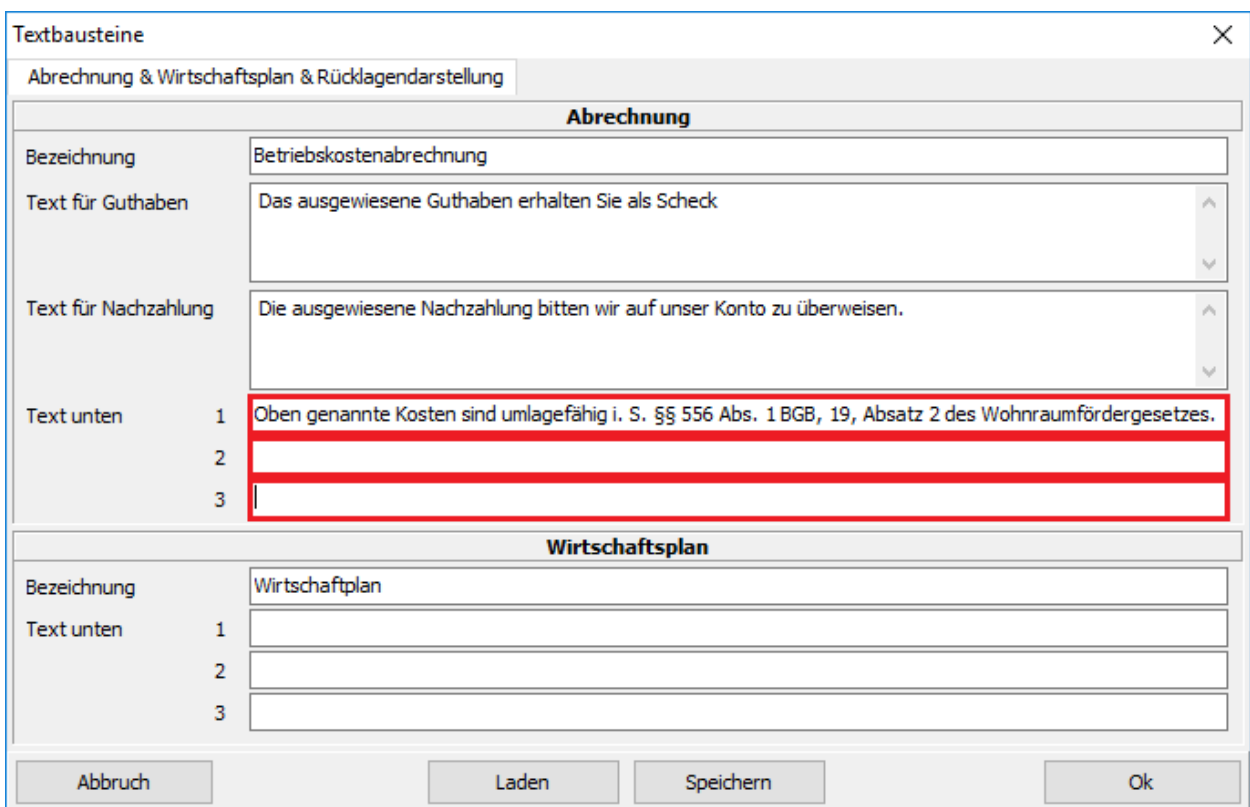 Textbausteine
Abrechnung & Wirtschaftsplan & Rücklagendarstellung
Abrechnung
Bezeichnung Betriebskostenabrechnung
Text für Guthaben Das ausgewiesene Guthaben erhalten Sie als Scheck
Text für Nachzahlung Die ausgewiesene Nachzahlung bitten wir auf unser Konto zu überweisen.
Text unten 1 Oben genannte Kosten sind umlagefähig i. S. §§ 556 Abs. 1 BGB, 19, Absatz 2 des Wohnraumfördergesetzes.
2
3
Wirtschaftsplan
Bezeichnung Wirtschaftplan
Text unten 1
2
3
Abbruch Laden Speichern Ok